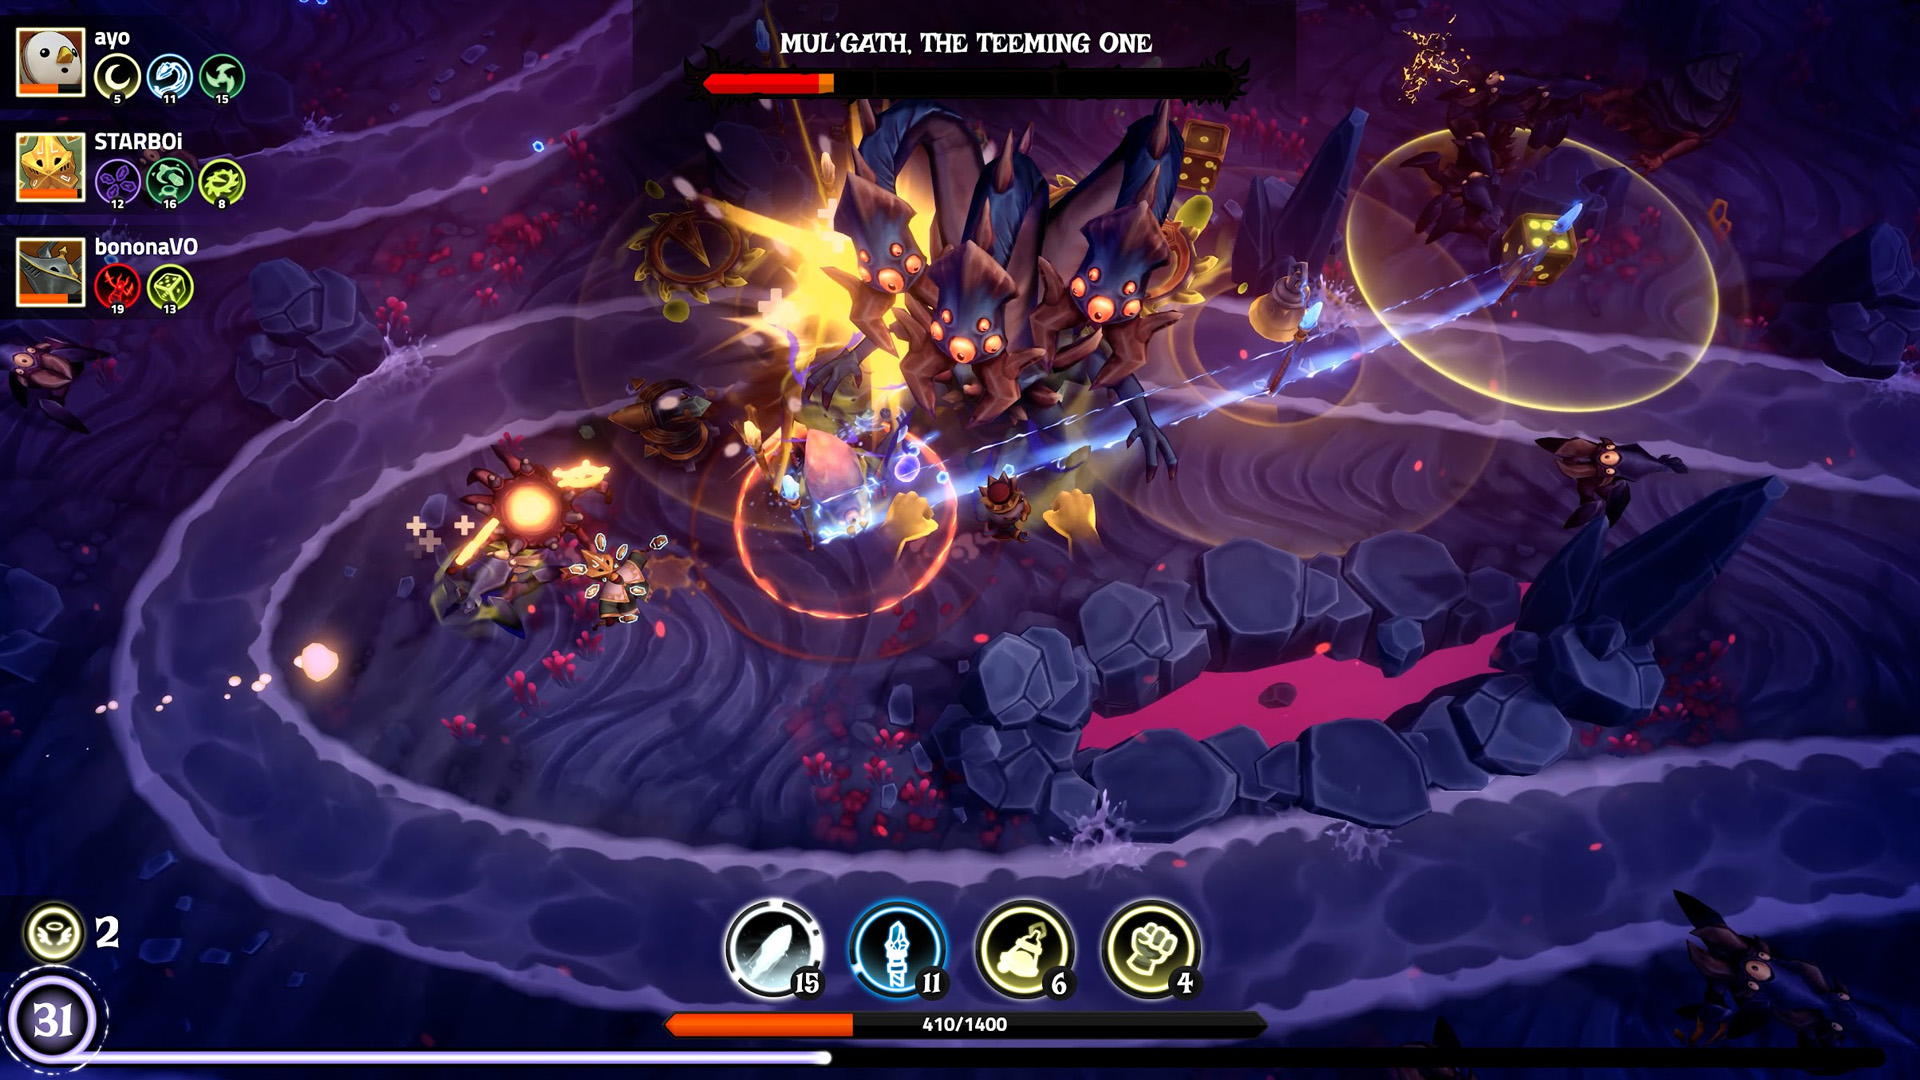 ayo
5 11 15
STARBOi
12 16 8
bononaVO
19 13
MUL'GATH, THE TEEMING ONE
2
31
15 11 6 4
410/1400